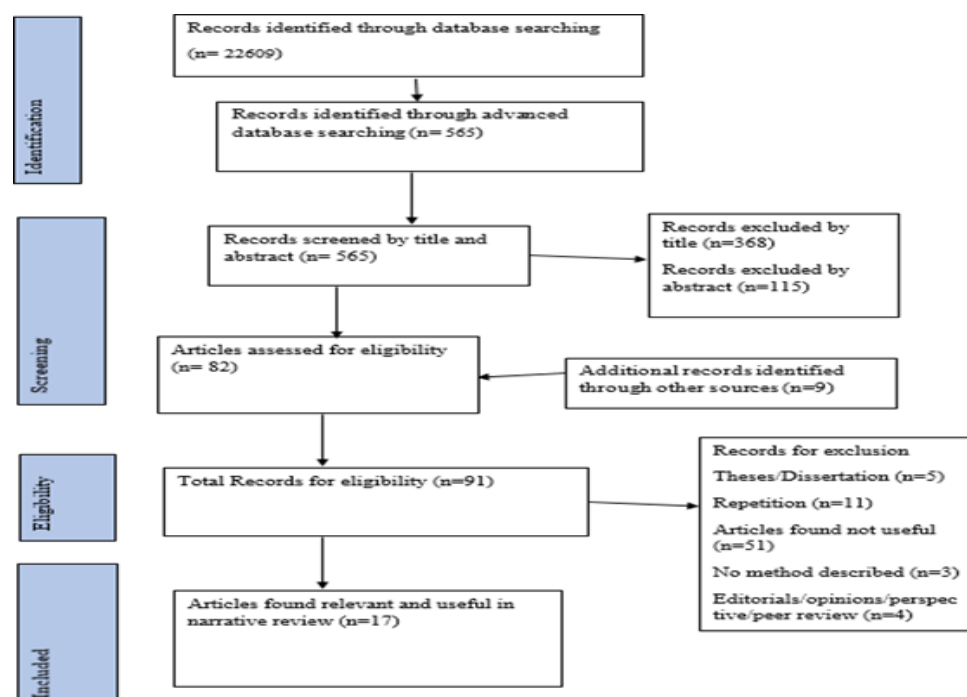 Records identified through database searching
(n= 22609)
Identification
Records identified through advanced
database searching (n= 565)
Records screened by title and
abstract (n= 565)
Records excluded by
title (n=368)
Records excluded by
abstract (n=115)
Screening
Articles assessed for eligibility
(n= 82)
Additional records identified
through other sources (n=9)
Eligibility
Total Records for eligibility (n=91)
Records for exclusion
Theses/Dissertation (n=5)
Repetition (n=11)
Articles found not useful
(n=51)
No method described (n=3)
Editorials/opinions/perspec
tive/peer review (n=4)
Included
Articles found relevant and useful in
narrative review (n=17)